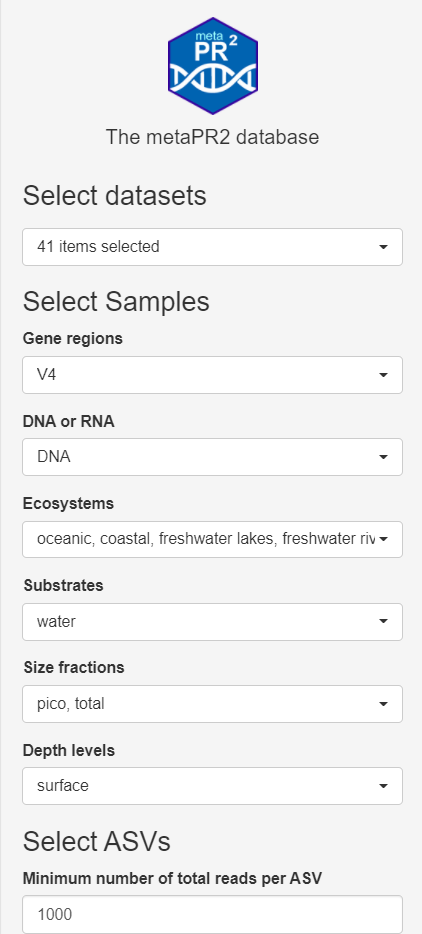 meta
PR2
The metaPR2 database
Select datasets
41 items selected
Select Samples
Gene regions
V4
DNA or RNA
DNA
Ecosystems
oceanic, coastal, freshwater lakes, freshwater riv
Substrates
water
Size fractions
pico, total
Depth levels
surface
Select ASVs
Minimum number of total reads per ASV
1000